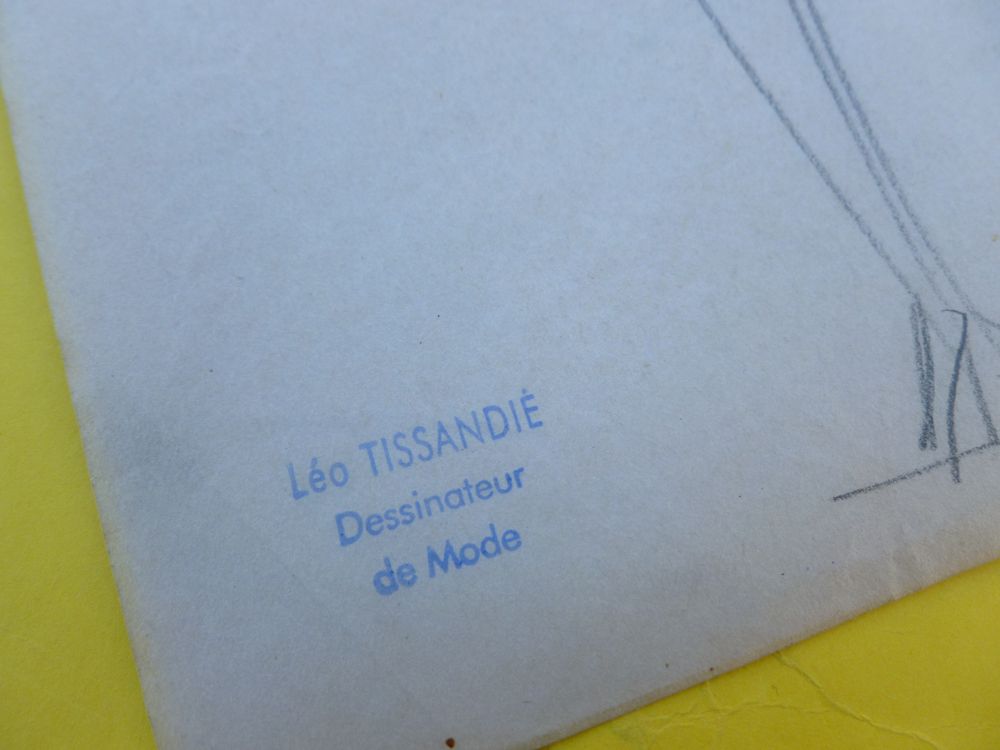 Léo TISSANDIÉ
Dessinateur
de Mode